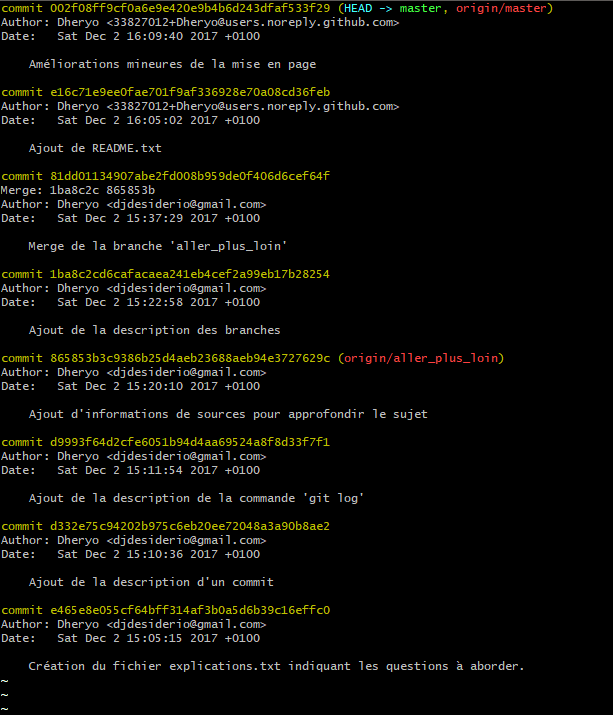 commit 002f08ff9cf0a6e9e420e9b4b6d243dfaf533f29 (HEAD -> master, origin/master)
Author: Dheryo <33827012+Dheryo@users.noreply.github.com>
Date:   Sat Dec 2 16:09:40 2017 +0100
    Améliorations mineures de la mise en page
commit e16c71e9ee0fae701f9af336928e70a08cd36feb
Author: Dheryo <33827012+Dheryo@users.noreply.github.com>
Date:   Sat Dec 2 16:05:02 2017 +0100
    Ajout de README.txt
commit 81dd01134907abe2fd008b959de0f406d6cef64f
Merge: 1ba8c2c 865853b
Author: Dheryo <djdesiderio@gmail.com>
Date:   Sat Dec 2 15:37:29 2017 +0100
    Merge de la branche 'aller_plus_loin'
commit 1ba8c2cd6cafacaea241eb4cef2a99eb17b28254
Author: Dheryo <djdesiderio@gmail.com>
Date:   Sat Dec 2 15:22:58 2017 +0100
    Ajout de la description des branches
commit 865853b3c9386b25d4aeb23688aeb94e3727629c (origin/aller_plus_loin)
Author: Dheryo <djdesiderio@gmail.com>
Date:   Sat Dec 2 15:20:10 2017 +0100
    Ajout d'informations de sources pour approfondir le sujet
commit d9993f64d2cfe6051b94d4aa69524a8f8d33f7f1
Author: Dheryo <djdesiderio@gmail.com>
Date:   Sat Dec 2 15:11:54 2017 +0100
    Ajout de la description de la commande 'git log'
commit d332e75c94202b975c6eb20ee72048a3a90b8ae2
Author: Dheryo <djdesiderio@gmail.com>
Date:   Sat Dec 2 15:10:36 2017 +0100
    Ajout de la description d'un commit
commit e465e8e055cf64bff314af3b0a5d6b39c16effc0
Author: Dheryo <djdesiderio@gmail.com>
Date:   Sat Dec 2 15:05:15 2017 +0100
    Création du fichier explications.txt indiquant les questions à aborder.
~
~
~